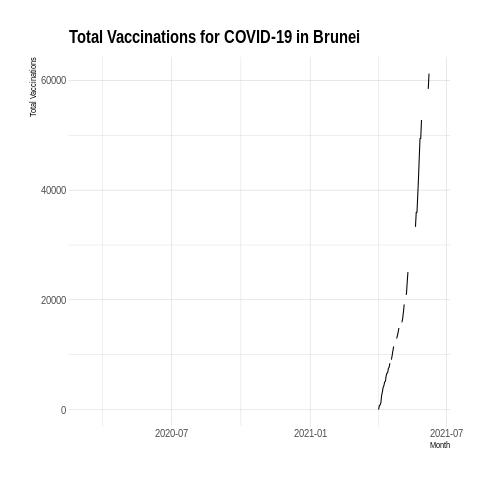 Total Vaccinations for COVID-19 in Brunei
Total Vaccinations
60000
40000
20000
0
2020-07
2021-01
2021-07
Month